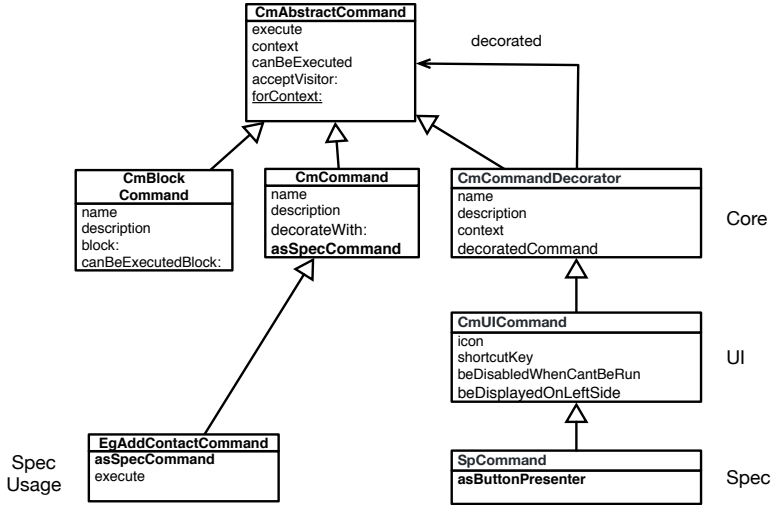 CmAbstractCommand
execute
context
canBeExecuted
acceptVisitor:
forContext:
decorated
CmBlock
Command
name
description
block:
canBeExecutedBlock:
CmCommand
name
description
decorateWith:
asSpecCommand
CmCommandDecorator
name
description
context
decoratedCommand
Core
CmUICommand
icon
shortcutKey
beDisabledWhenCantBeRun
beDisplayedOnLeftSide
UI
Spec
Usage
EgAddContactCommand
asSpecCommand
execute
SpCommand
asButtonPresenter
Spec